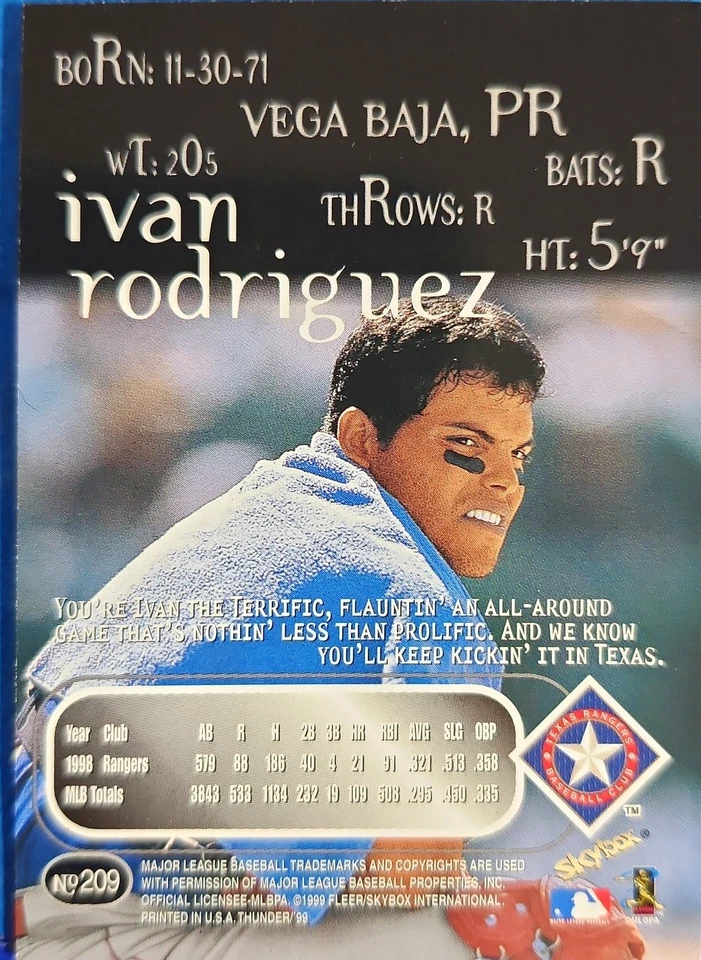 BORN: 11-30-71
VEGA BAJA, PR
WT: 205
BATS: R
ivan
THROWS: R
HT: 5'9"
rodriguez
YOU'RE IVAN THE TERRIFIC, FLAUNTIN' AN ALL-AROUND
GAME THAT'S NOTHIN' LESS THAN PROLIFIC. AND WE KNOW
YOU'LL KEEP KICKIN' IT IN TEXAS.
Year Club AB R H 2B 3B HR RBI AVG SLG OBP
1998 Rangers 579 88 186 40 4 21 91 .321 .513 .358
MLB Totals 3843 533 1134 232 19 109 508 .295 .450 .335
TEXAS RANGERS
BASEBALL CLUB
TM
Skybox®
Nº209
MAJOR LEAGUE BASEBALL TRADEMARKS AND COPYRIGHTS ARE USED
WITH PERMISSION OF MAJOR LEAGUE BASEBALL PROPERTIES, INC.
OFFICIAL LICENSEE-MLBPA. ©1999 FLEER/SKYBOX INTERNATIONAL.
PRINTED IN U.S.A. THUNDER/'99
MLBPA